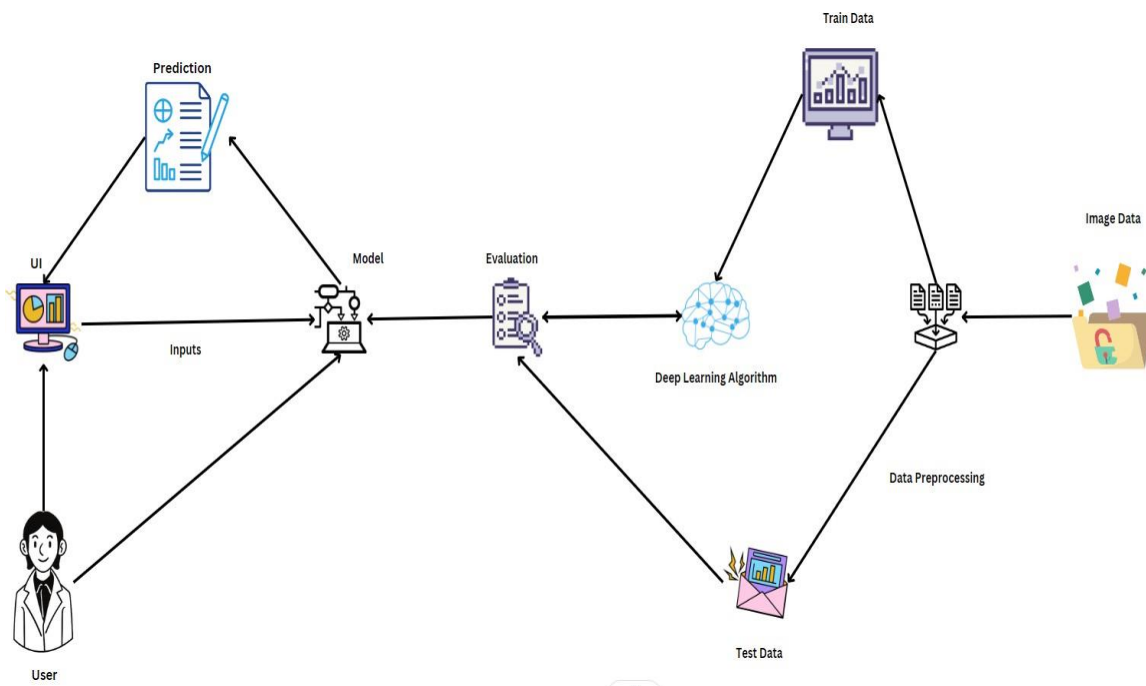 Train Data
Prediction
Image Data
UI
Model
Evaluation
Inputs
Deep Learning Algorithm
Data Preprocessing
Test Data
User